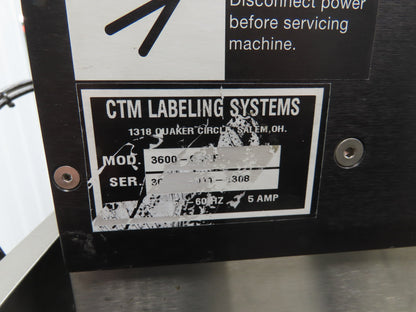 Disconnect power
before servicing
machine.
CTM LABELING SYSTEMS
1318 QUAKER CIRCLE, SALEM, OH.
MOD. 3600-
SER. 308
60 HZ 5 AMP